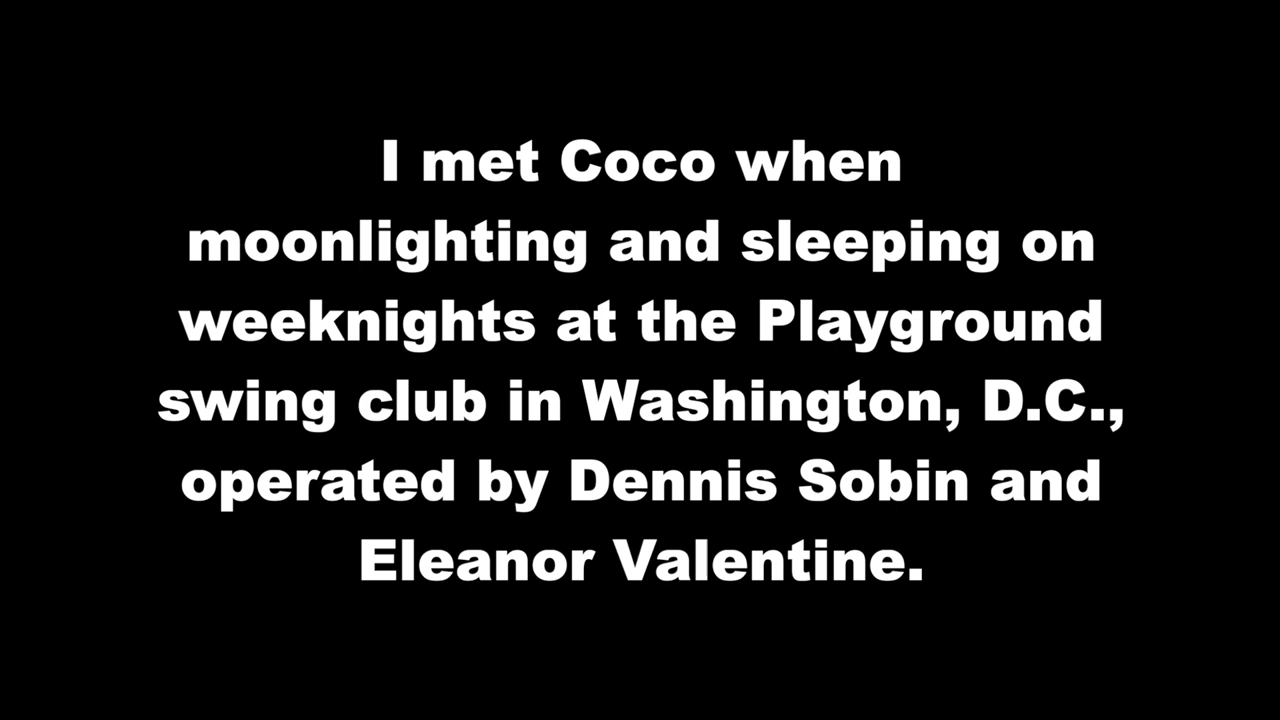 I met Coco when
moonlighting and sleeping on
weeknights at the Playground
swing club in Washington, D.C.,
operated by Dennis Sobin and
Eleanor Valentine.